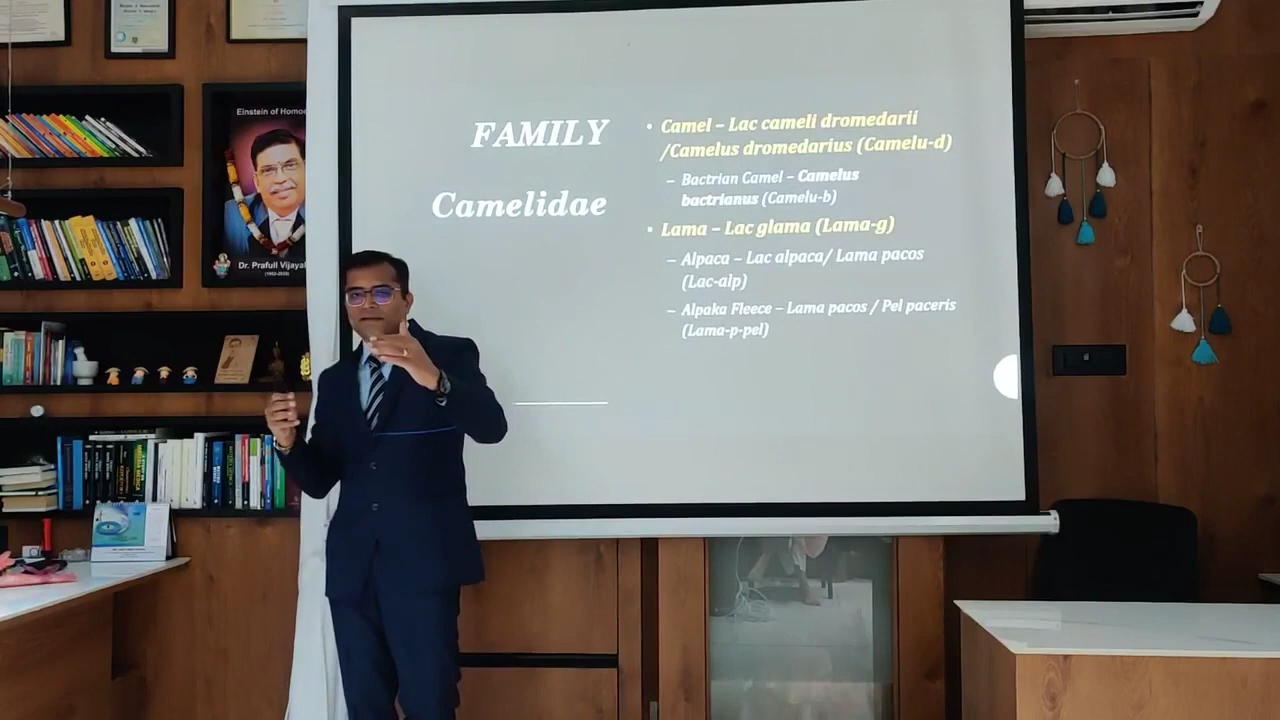 Einstein of Homoe
Dr. Prafull Vijayal
FAMILY
Camelidae
• Camel – Lac cameli dromedarii
/Camelus dromedarius (Camelu-d)
– Bactrian Camel – Camelus
bactrianus (Camelu-b)
• Lama – Lac glama (Lama-g)
– Alpaca – Lac alpaca/ Lama pacos
(Lac-alp)
– Alpaka Fleece – Lama pacos / Pel paceris
(Lama-p-pel)